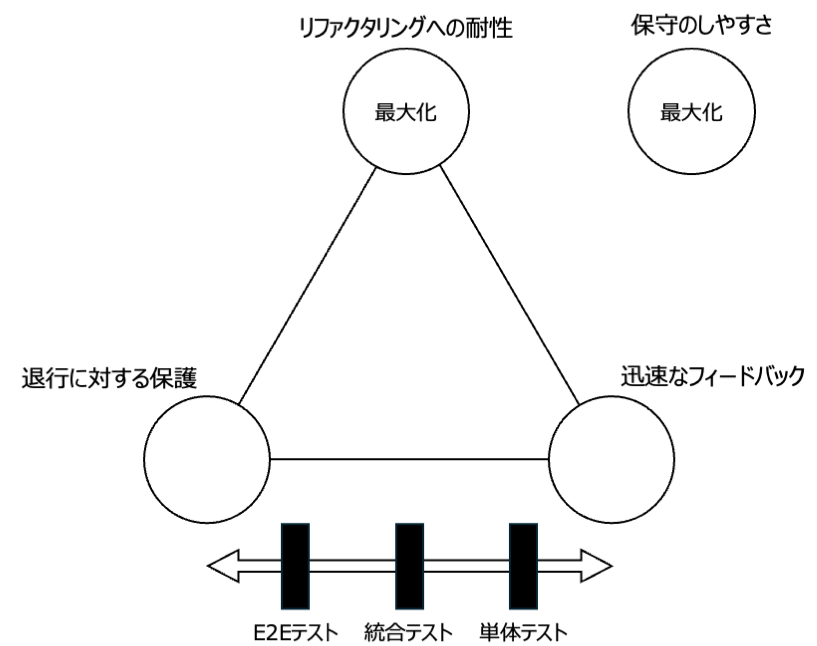 リファクタリングへの耐性
保守のしやすさ
最大化
最大化
退行に対する保護
迅速なフィードバック
E2Eテスト
統合テスト
単体テスト